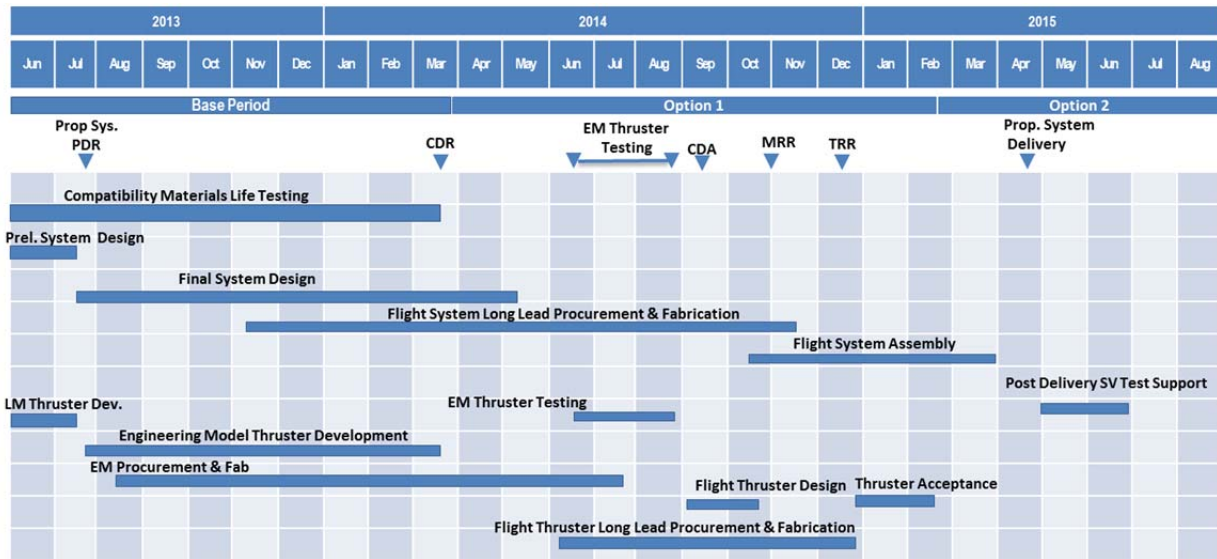 2013 2014 2015
Jun Jul Aug Sep Oct Nov Dec Jan Feb Mar Apr May Jun Jul Aug Sep Oct Nov Dec Jan Feb Mar Apr May Jun Jul Aug
Base Period Option 1 Option 2
Prop Sys.
PDR
CDR
EM Thruster
Testing
CDA
MRR
TRR
Prop. System
Delivery
Compatibility Materials Life Testing
Prel. System Design
Final System Design
Flight System Long Lead Procurement & Fabrication
Flight System Assembly
Post Delivery SV Test Support
LM Thruster Dev.
EM Thruster Testing
Engineering Model Thruster Development
EM Procurement & Fab
Flight Thruster Design
Thruster Acceptance
Flight Thruster Long Lead Procurement & Fabrication